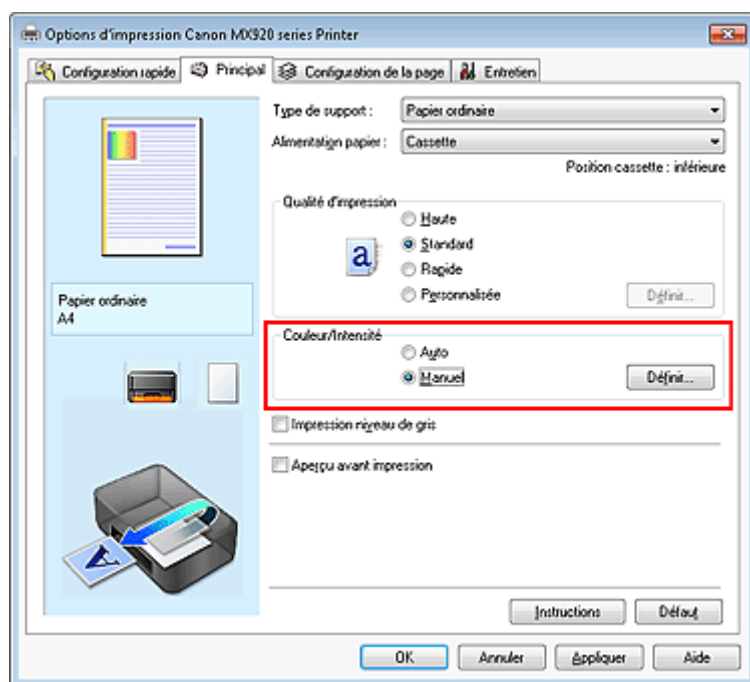 Options d'impression Canon MX920 series Printer
Configuration rapide Principal Configuration de la page Entretien
Type de support : Papier ordinaire
Alimentation papier : Cassette
Position cassette : inférieure
Qualité d'impression
Haute
a Standard
Rapide
Personnalisée Définir...
Papier ordinaire
A4
Couleur/Intensité
Auto
Manuel Définir...
Impression niveau de gris
Aperçu avant impression
A
Instructions Défaut
OK Annuler Appliquer Aide